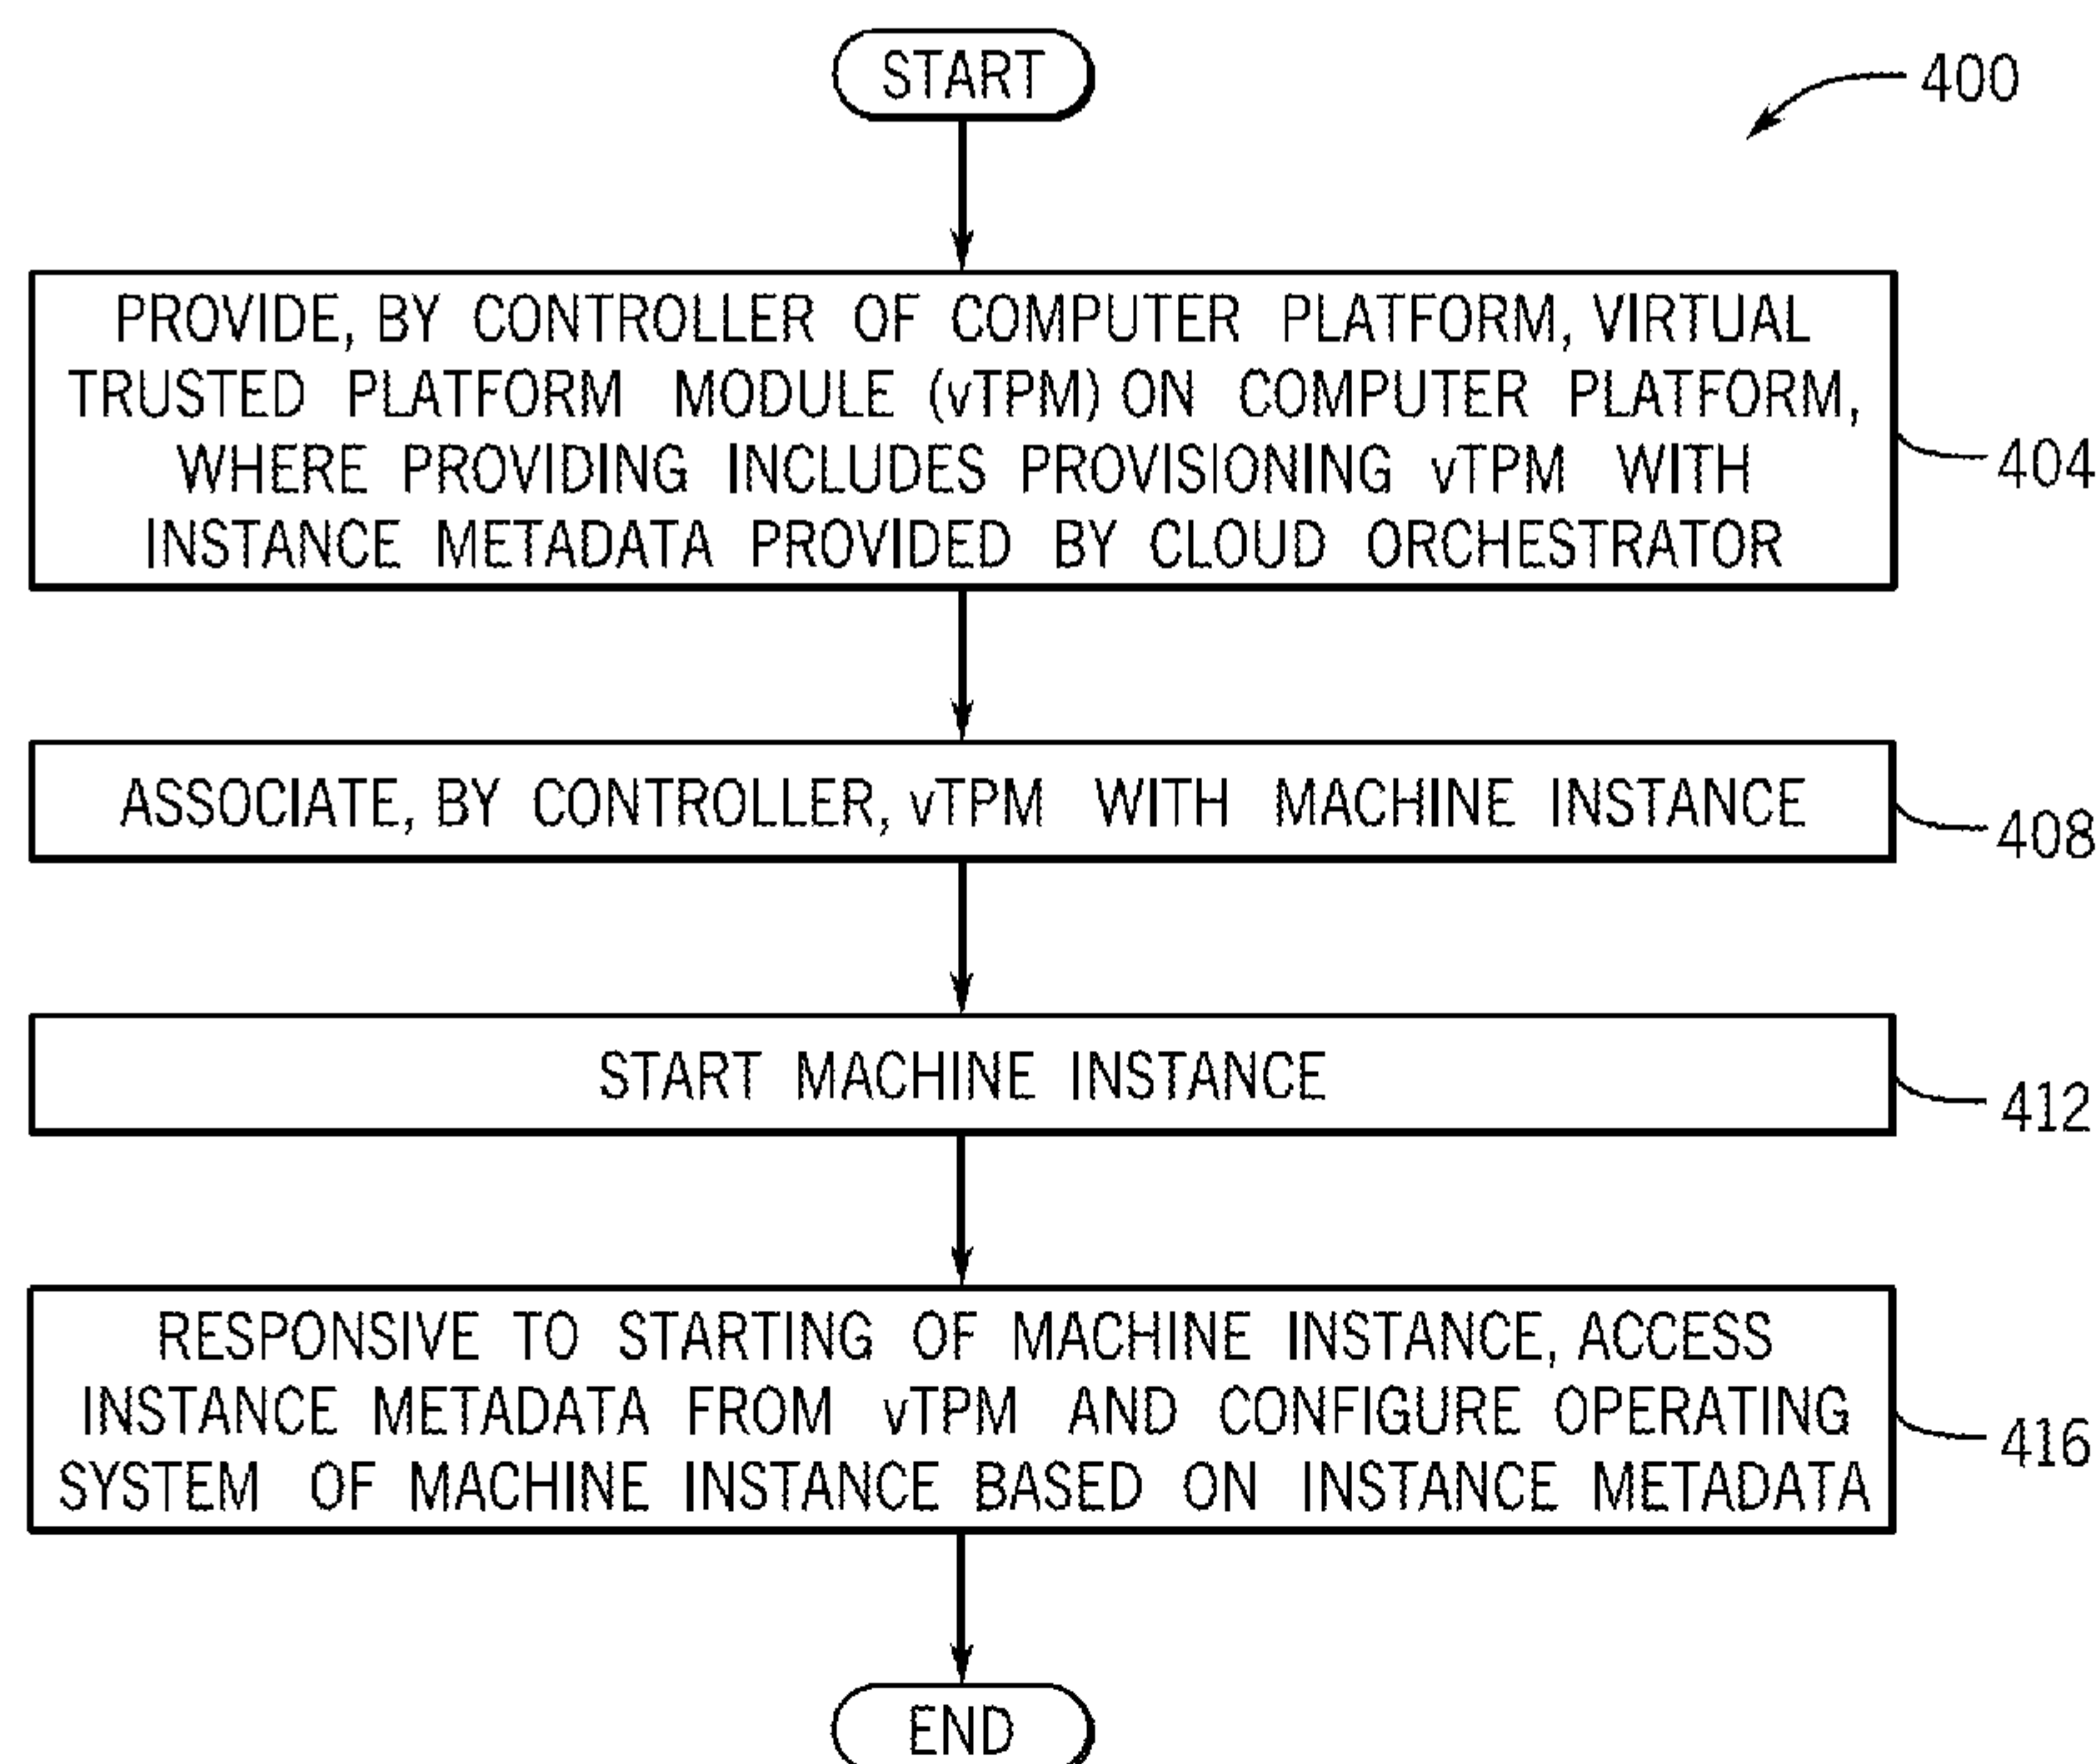 START
400
PROVIDE, BY CONTROLLER OF COMPUTER PLATFORM, VIRTUAL
TRUSTED PLATFORM MODULE (vTPM) ON COMPUTER PLATFORM,
WHERE PROVIDING INCLUDES PROVISIONING vTPM WITH
INSTANCE METADATA PROVIDED BY CLOUD ORCHESTRATOR
404
ASSOCIATE, BY CONTROLLER, vTPM WITH MACHINE INSTANCE
408
START MACHINE INSTANCE
412
RESPONSIVE TO STARTING OF MACHINE INSTANCE, ACCESS
INSTANCE METADATA FROM vTPM AND CONFIGURE OPERATING
SYSTEM OF MACHINE INSTANCE BASED ON INSTANCE METADATA
416
END